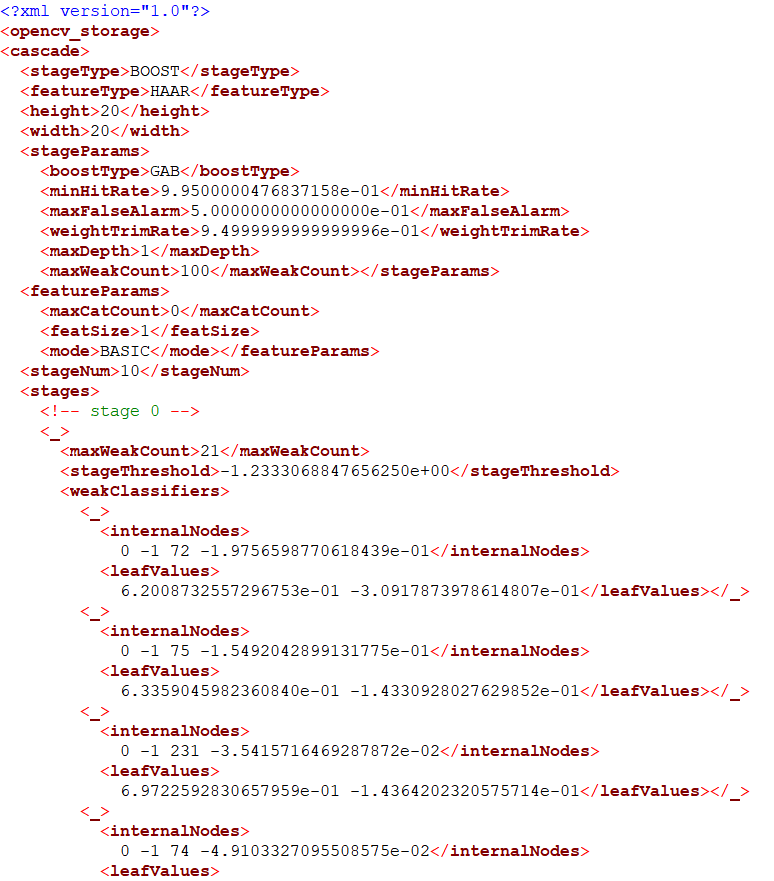 <?xml version="1.0"?>
<opencv_storage>
<cascade>
  <stageType>BOOST</stageType>
  <featureType>HAAR</featureType>
  <height>20</height>
  <width>20</width>
  <stageParams>
    <boostType>GAB</boostType>
    <minHitRate>9.9500000476837158e-01</minHitRate>
    <maxFalseAlarm>5.0000000000000000e-01</maxFalseAlarm>
    <weightTrimRate>9.4999999999999996e-01</weightTrimRate>
    <maxDepth>1</maxDepth>
    <maxWeakCount>100</maxWeakCount></stageParams>
  <featureParams>
    <maxCatCount>0</maxCatCount>
    <featSize>1</featSize>
    <mode>BASIC</mode></featureParams>
  <stageNum>10</stageNum>
  <stages>
    <!-- stage 0 -->
    <_>
      <maxWeakCount>21</maxWeakCount>
      <stageThreshold>-1.2333068847656250e+00</stageThreshold>
      <weakClassifiers>
        <_>
          <internalNodes>
            0 -1 72 -1.9756598770618439e-01</internalNodes>
          <leafValues>
            6.2008732557296753e-01 -3.0917873978614807e-01</leafValues></_>
        <_>
          <internalNodes>
            0 -1 75 -1.5492042899131775e-01</internalNodes>
          <leafValues>
            6.3359045982360840e-01 -1.4330928027629852e-01</leafValues></_>
        <_>
          <internalNodes>
            0 -1 231 -3.5415716469287872e-02</internalNodes>
          <leafValues>
            6.9722592830657959e-01 -1.4364202320575714e-01</leafValues></_>
        <_>
          <internalNodes>
            0 -1 74 -4.9103327095508575e-02</internalNodes>
          <leafValues>